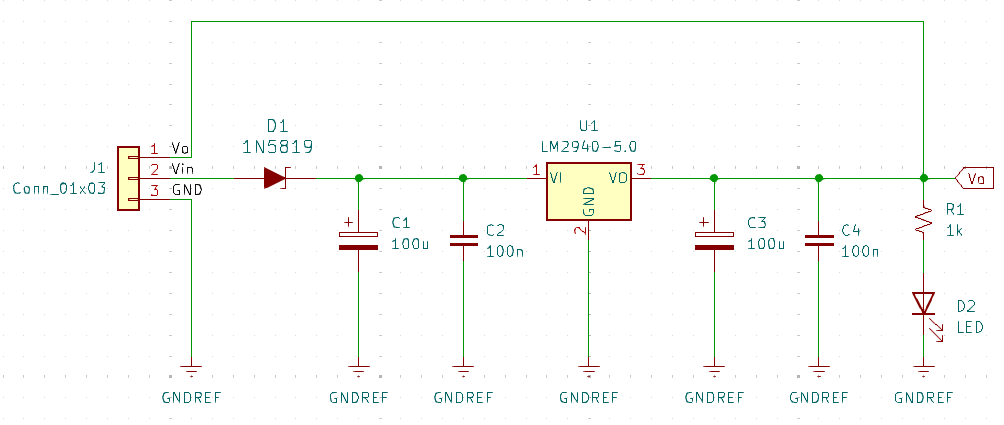 D1
1N5819
U1
LM2940-5.0
J1
Conn_01x03
1 Vo
2 Vin
3 GND
1
VI
VO
3
GND
2
Vo
+
C1
100u
C2
100n
+
C3
100u
C4
100n
R1
1k
D2
LED
GNDREF
GNDREF
GNDREF
GNDREF
GNDREF
GNDREF
GNDREF